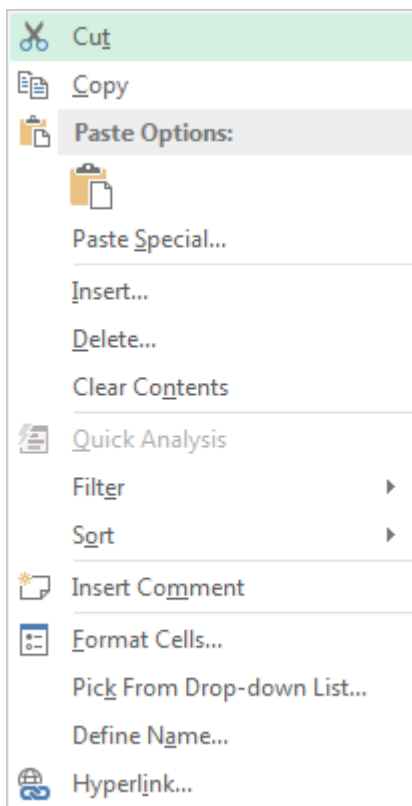 Cut
Copy
Paste Options:
Paste Special...
Insert...
Delete...
Clear Contents
Quick Analysis
Filter
Sort
Insert Comment
Format Cells...
Pick From Drop-down List...
Define Name...
Hyperlink...